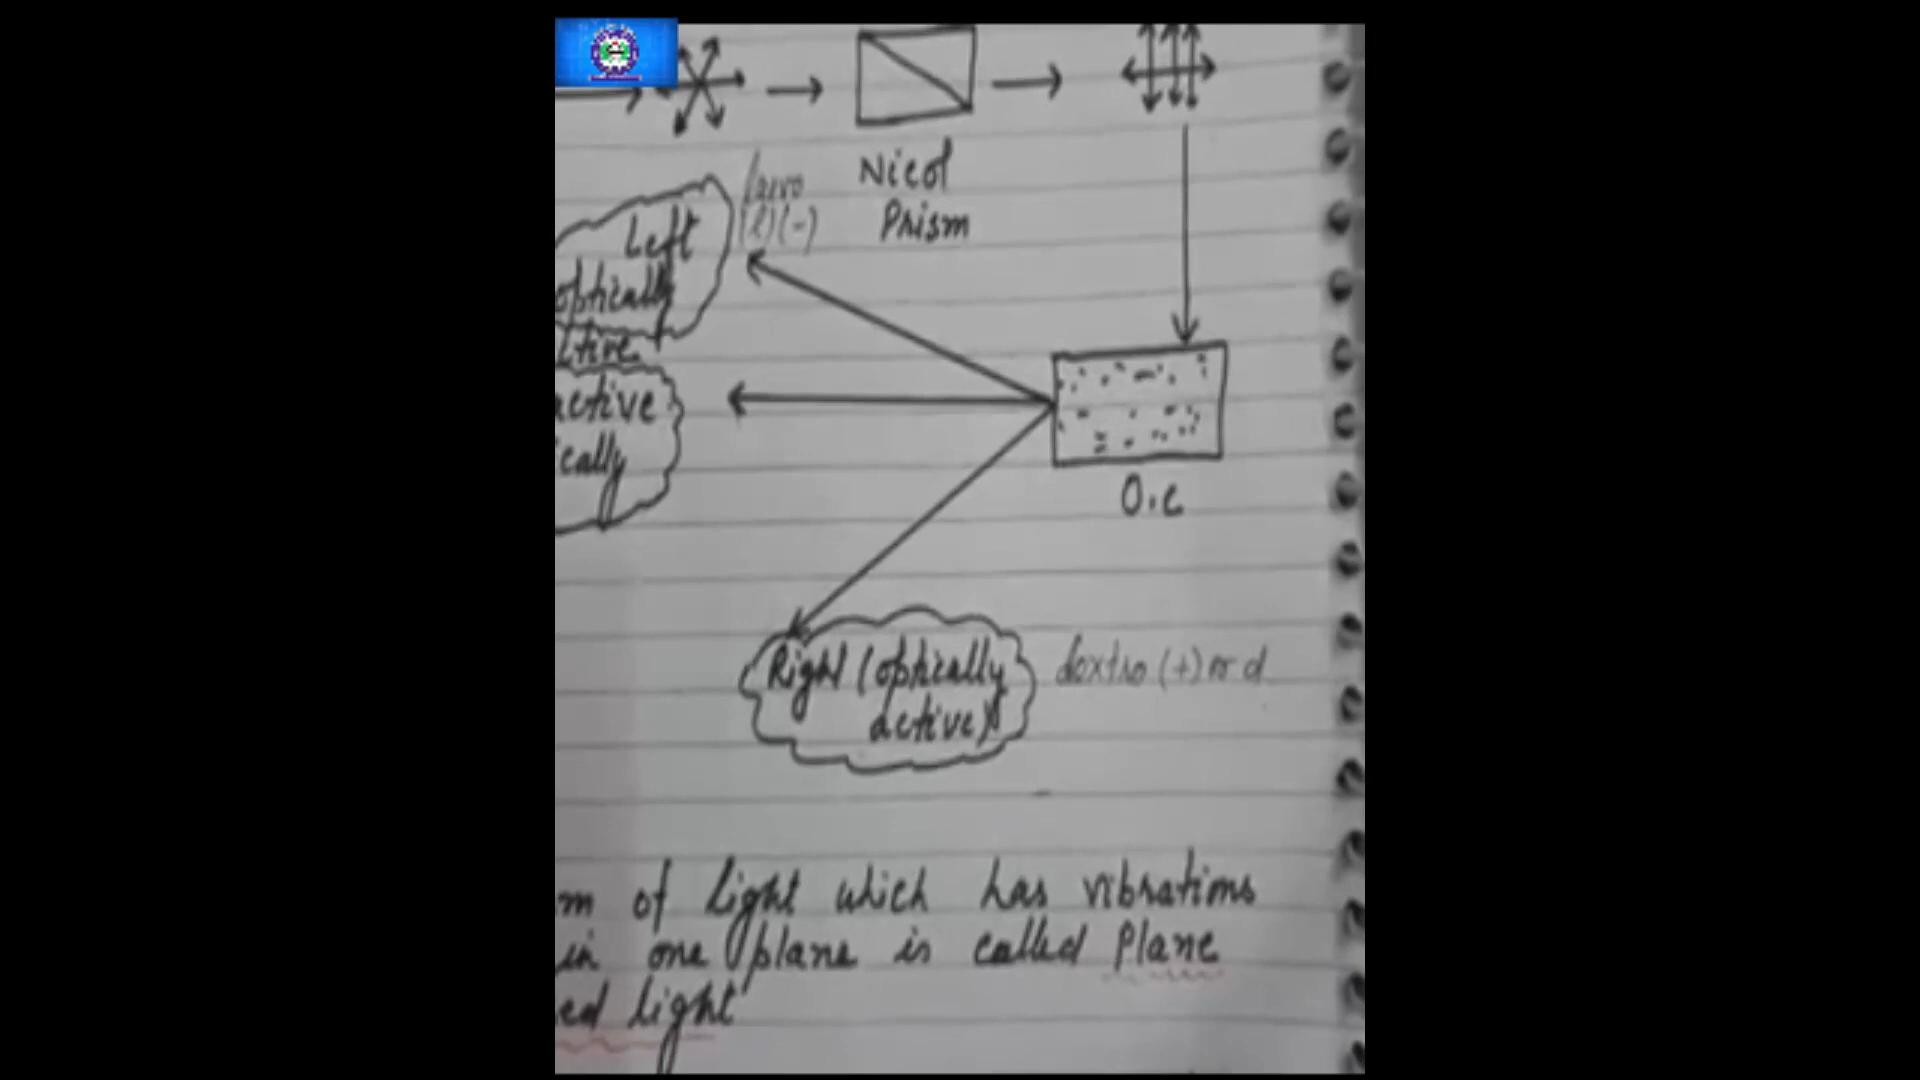 laevo
(l) (-)
Nicol
Prism
Left
optically
active
cally
O.C
Right (optically
active)
dextro (+) or d
m of light which has vibrations
in one plane is called Plane
ed light